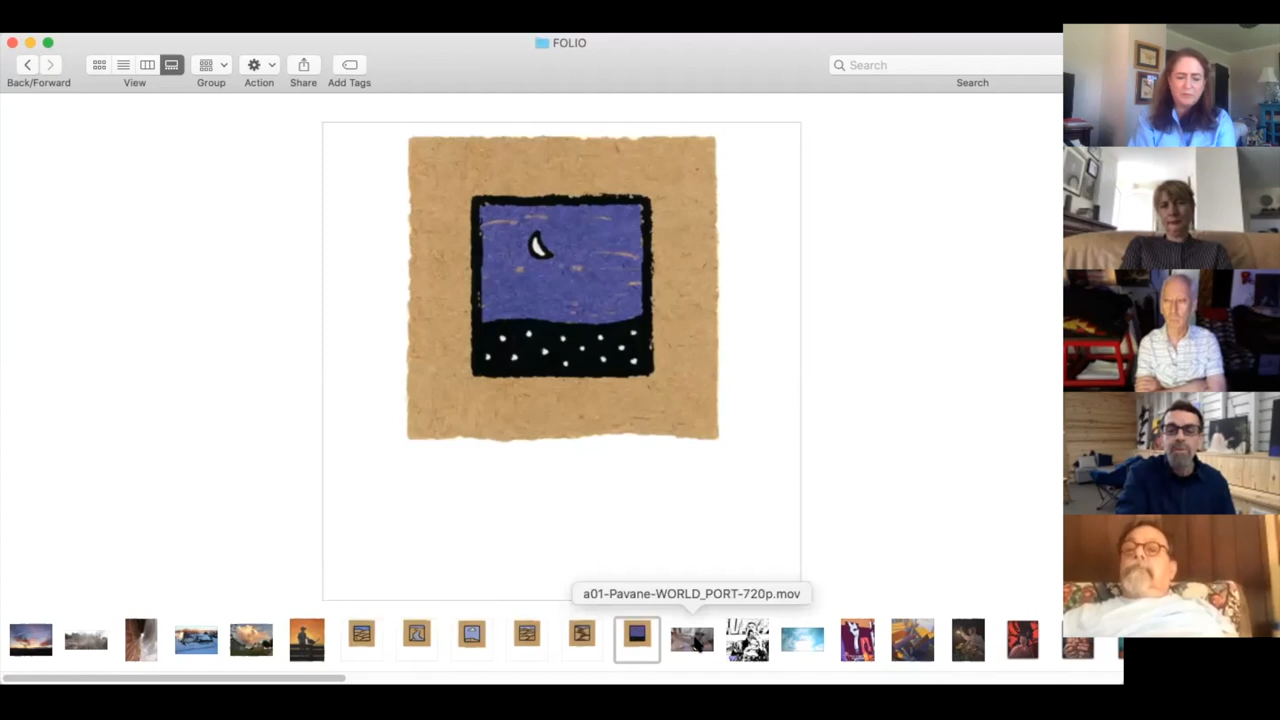 FOLIO
Search
Back/Forward
View
Group
Action
Share
Add Tags
Search
a01-Pavane-WORLD_PORT-720p.mov